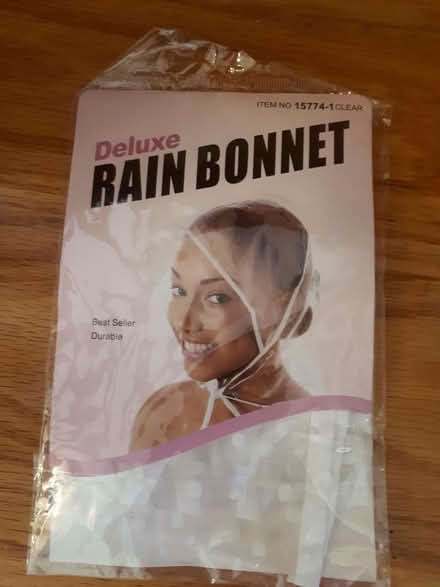 ITEM NO 15774-1 CLEAR
Deluxe
RAIN BONNET
Best Seller
Durable